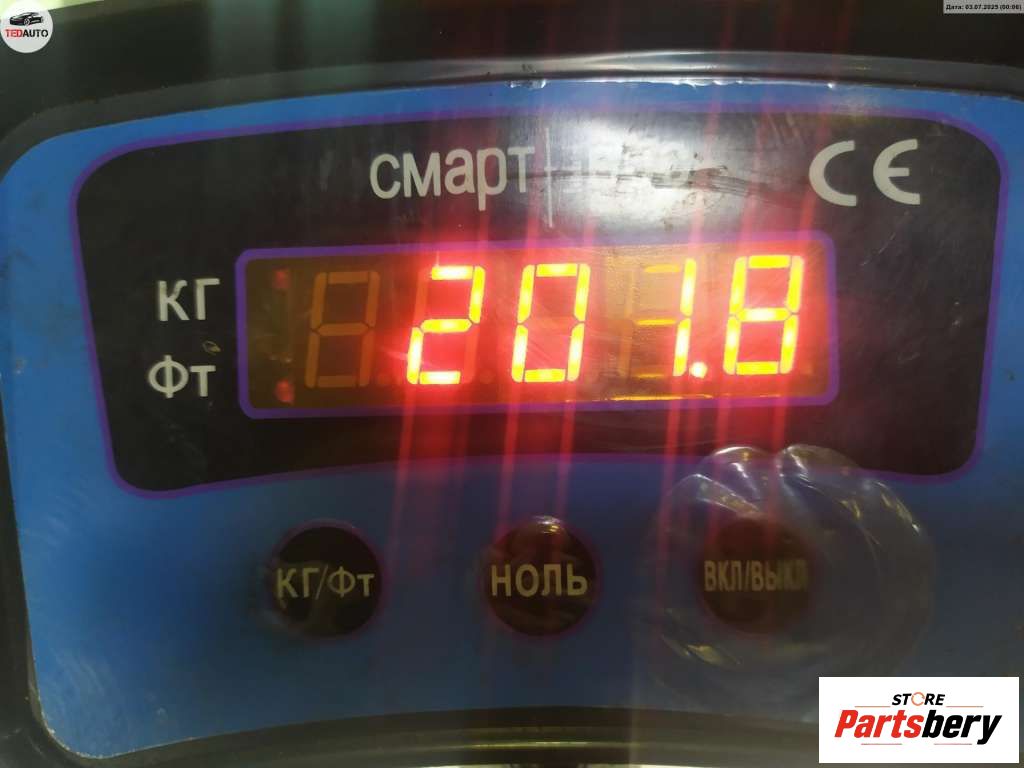 TEDAUTO
Дата: 03.07.2025 (00:06)
смарт
CE
КГ
201.8
Фт
КГ/Фт НОЛЬ ВКЛ/ВЫКЛ
STORE
Partsbery